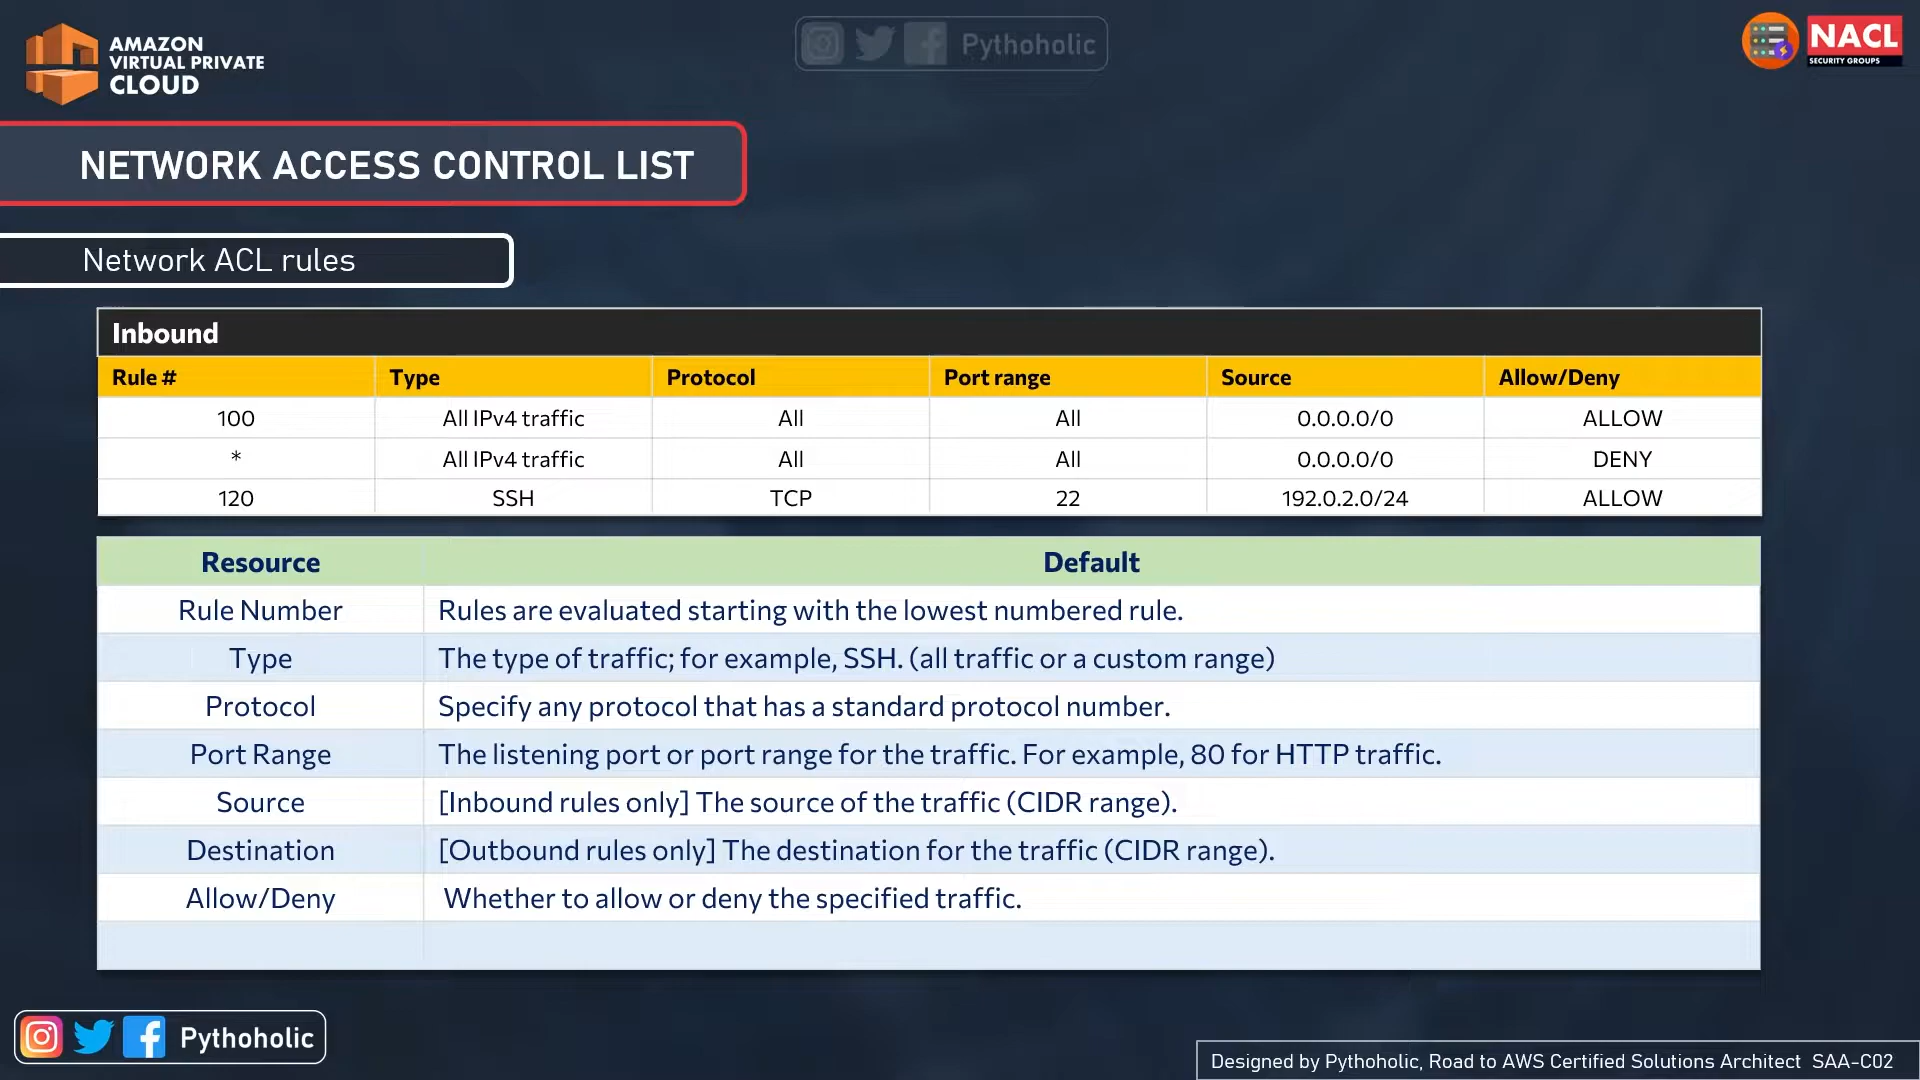 AMAZON
VIRTUAL PRIVATE
CLOUD
Pythoholic
NACL
SECURITY GROUPS
NETWORK ACCESS CONTROL LIST
Network ACL rules
Inbound
Rule # Type Protocol Port range Source Allow/Deny
100 All IPv4 traffic All All 0.0.0.0/0 ALLOW
* All IPv4 traffic All All 0.0.0.0/0 DENY
120 SSH TCP 22 192.0.2.0/24 ALLOW
Resource Default
Rule Number Rules are evaluated starting with the lowest numbered rule.
Type The type of traffic; for example, SSH. (all traffic or a custom range)
Protocol Specify any protocol that has a standard protocol number.
Port Range The listening port or port range for the traffic. For example, 80 for HTTP traffic.
Source [Inbound rules only] The source of the traffic (CIDR range).
Destination [Outbound rules only] The destination for the traffic (CIDR range).
Allow/Deny Whether to allow or deny the specified traffic.
Pythoholic
Designed by Pythoholic, Road to AWS Certified Solutions Architect SAA-C02